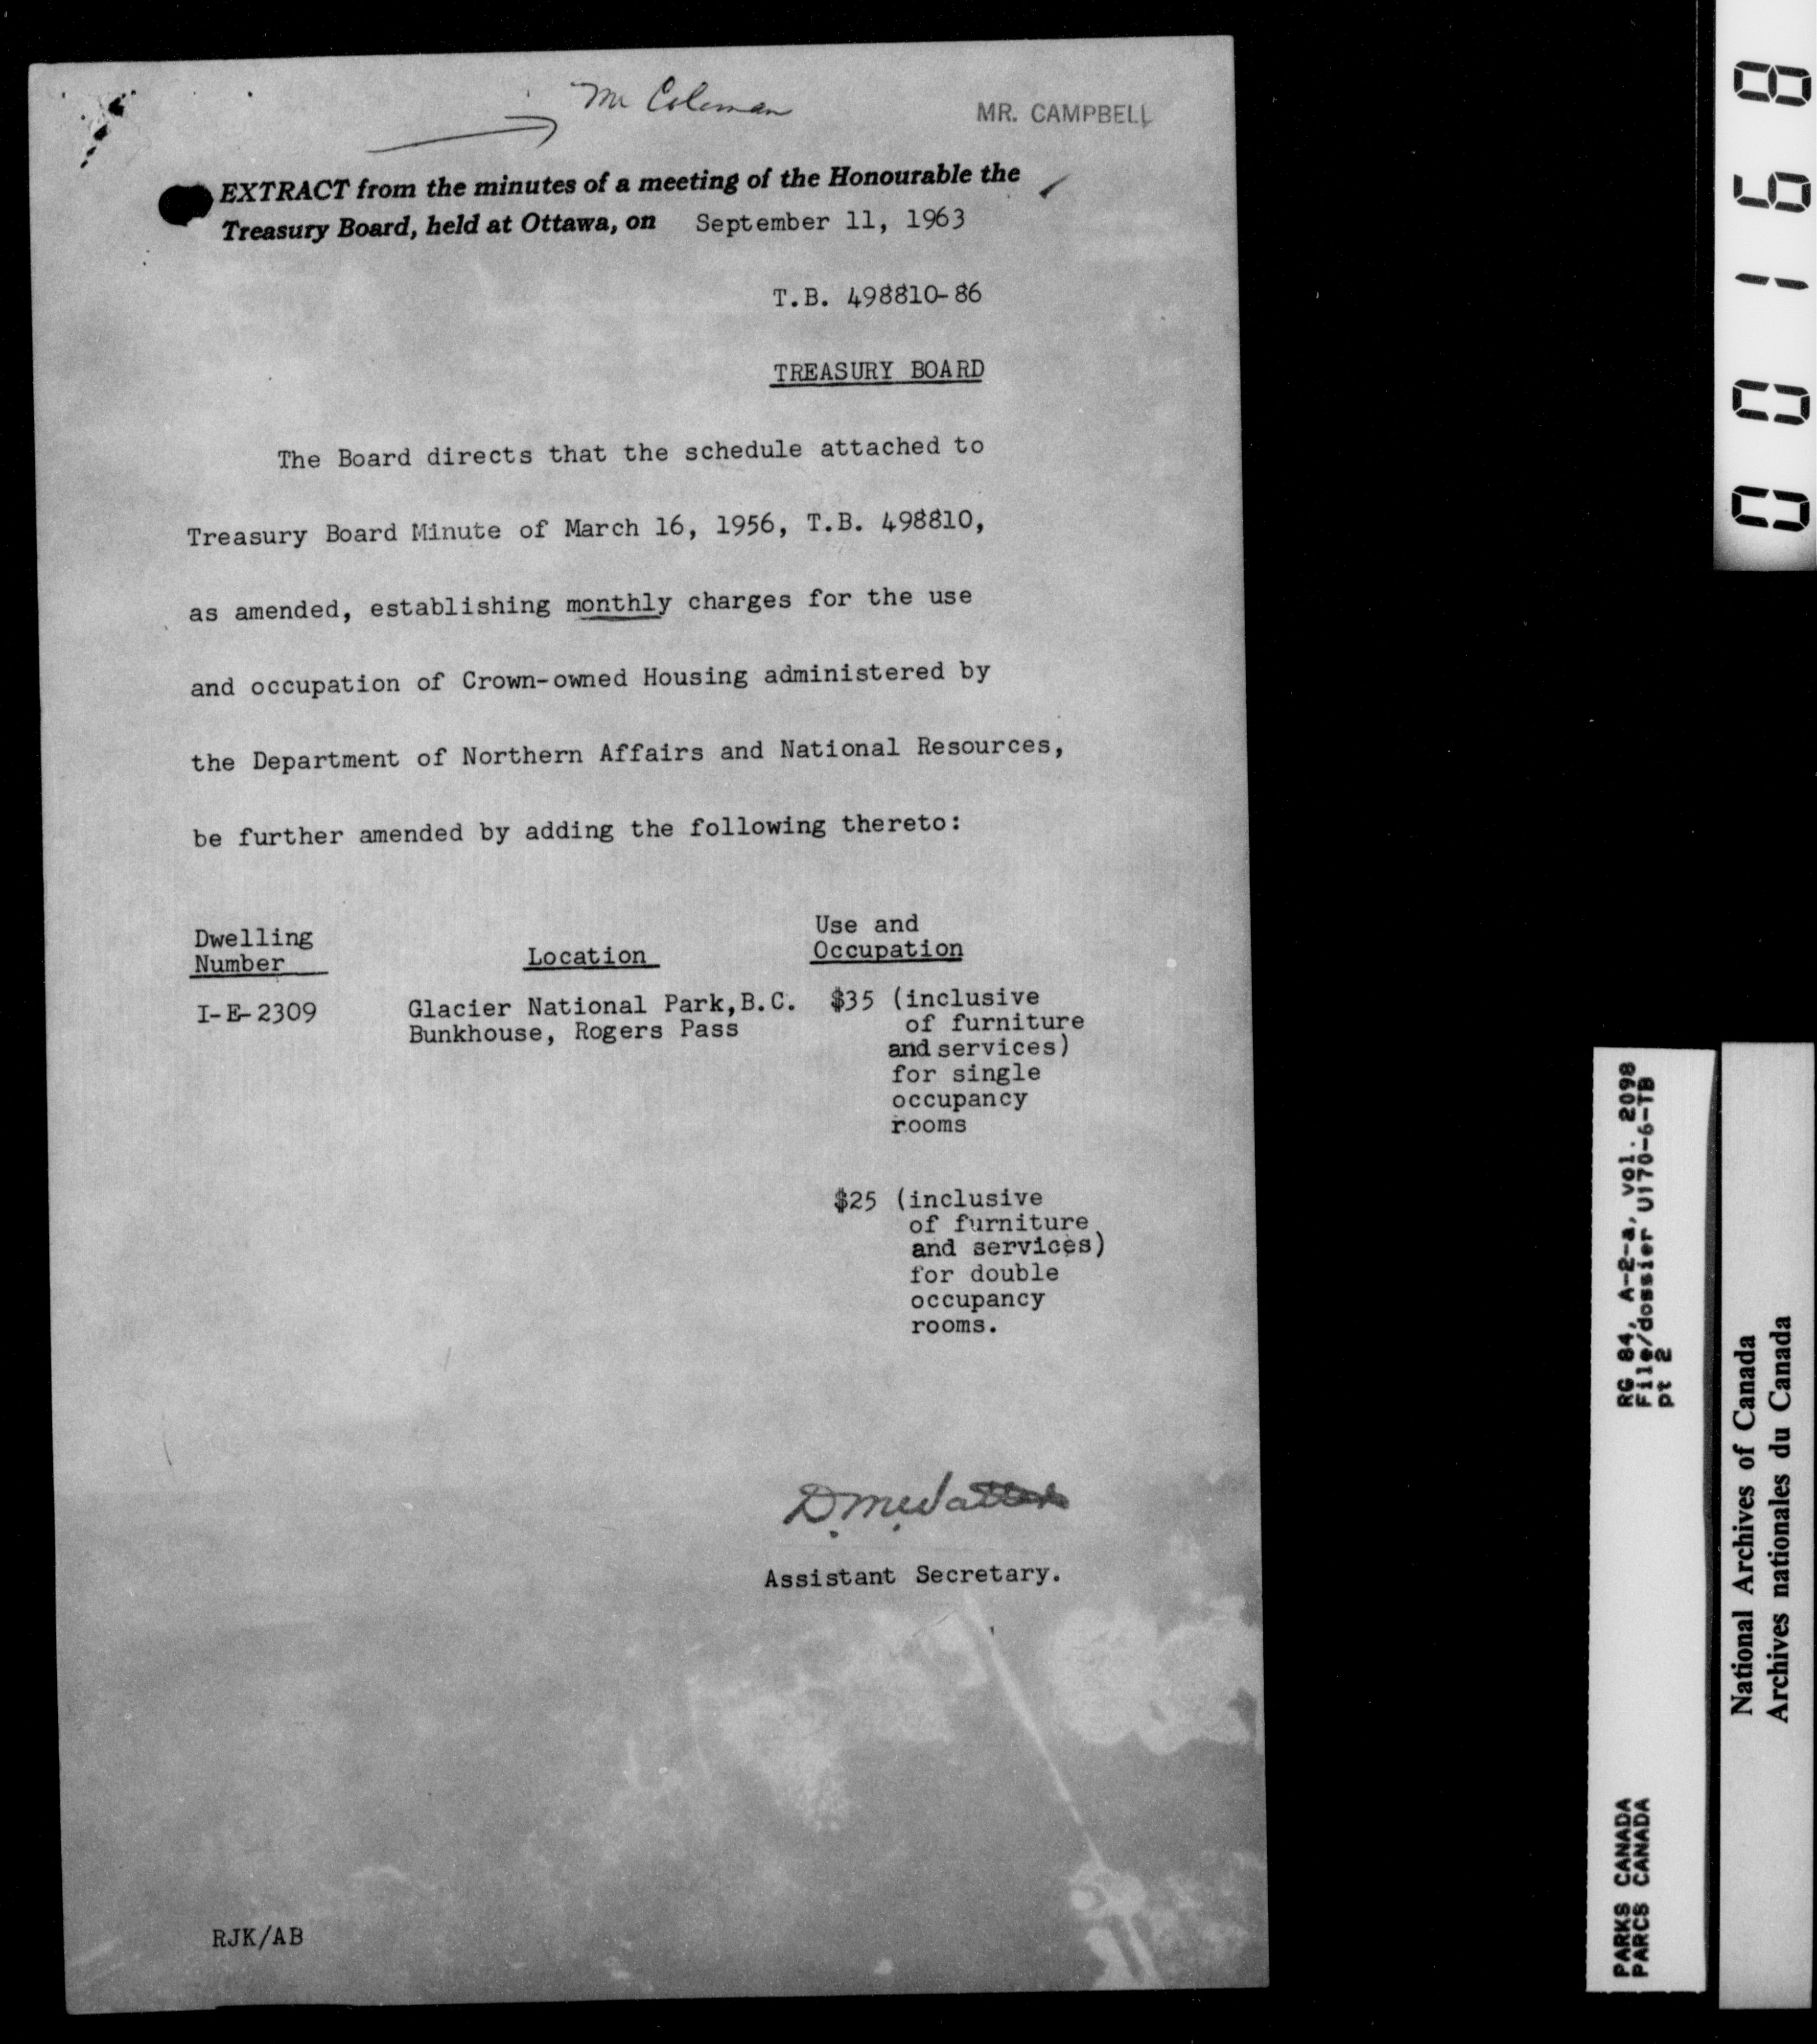 Mr Coleman
MR. CAMPBELL
EXTRACT from the minutes of a meeting of the Honourable the
Treasury Board, held at Ottawa, on September 11, 1963
T.B. 498810-86
TREASURY BOARD
The Board directs that the schedule attached to
Treasury Board Minute of March 16, 1956, T.B. 498810,
as amended, establishing monthly charges for the use
and occupation of Crown-owned Housing administered by
the Department of Northern Affairs and National Resources,
be further amended by adding the following thereto:
Dwelling
Number
Location
Use and
Occupation
I-E-2309
Glacier National Park,B.C.
Bunkhouse, Rogers Pass
$35 (inclusive
of furniture
and services)
for single
occupancy
rooms
$25 (inclusive
of furniture
and services)
for double
occupancy
rooms.
Assistant Secretary.
RJK/AB
00168
RG 84, A-2-a, vol. 2098
File/dossier U170-6-TB
pt 2
PARKS CANADA
PARCS CANADA
National Archives of Canada
Archives nationales du Canada